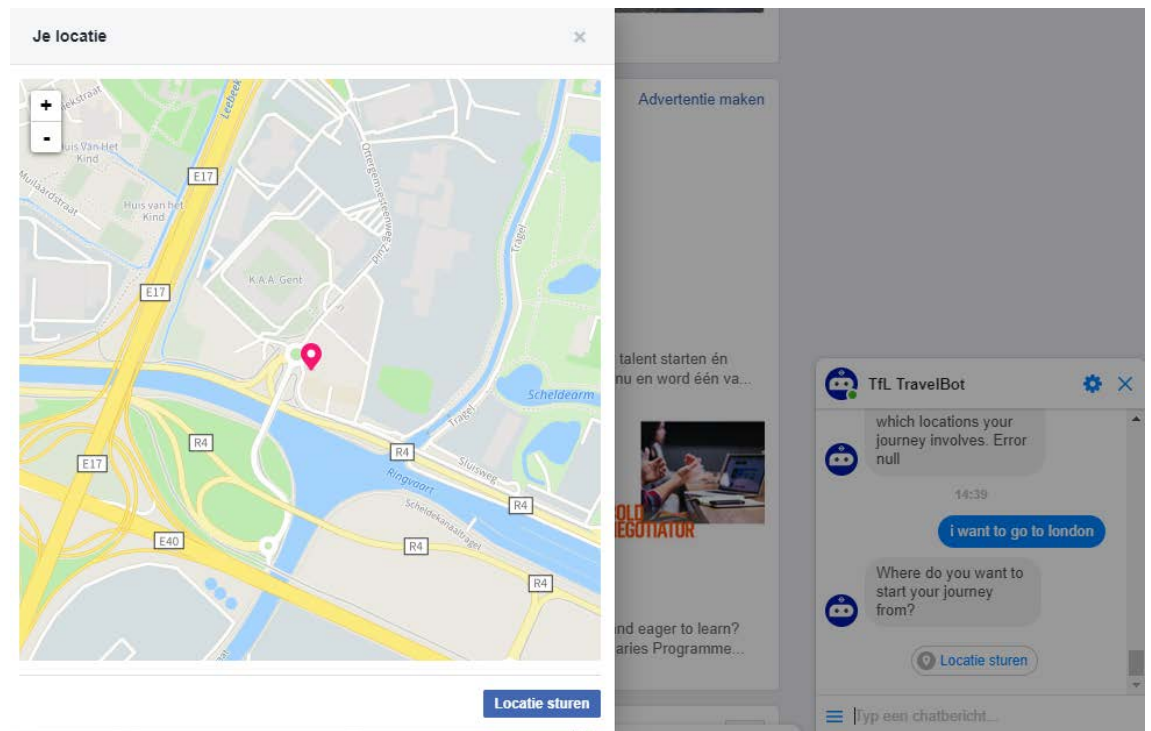 Je locatie
×
+
-
ekstraat
Leebeek
uis Van Het
Kind
E17
Muilaardstraat
Huis van het
Kind
Ottergemsesteenweg-Zuid
Tragel
E17
K.A.A. Gent
Scheldearm
Tragel
R4
R4
E17
Ringvaart
Sluisweg
R4
Scheldekanaaltragel
E40
R4
R4
Locatie sturen
Advertentie maken
talent starten én
nu en word één va...
OLD
NEGOTIATOR
nd eager to learn?
aries Programme...
TfL TravelBot
which locations your
journey involves. Error
null
14:39
i want to go to london
Where do you want to
start your journey
from?
Locatie sturen
Typ een chatbericht...